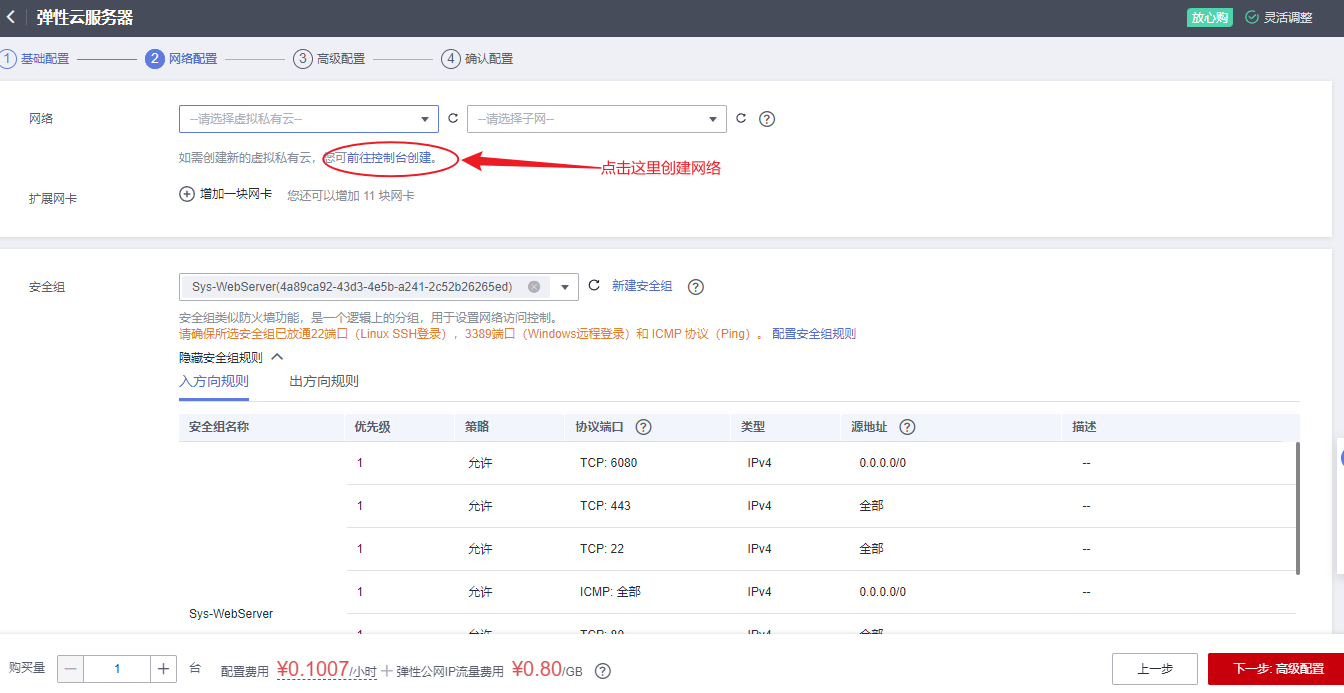 弹性云服务器
放心购 灵活调整
1 基础配置 2 网络配置 3 高级配置 4 确认配置
网络 --请选择虚拟私有云-- --请选择子网-- ?
如需创建新的虚拟私有云，您可前往控制台创建。
点击这里创建网络
扩展网卡 增加一块网卡 您还可以增加 11 块网卡
安全组 Sys-WebServer(4a89ca92-43d3-4e5b-a241-2c52b26265ed) 新建安全组 ?
安全组类似防火墙功能，是一个逻辑上的分组，用于设置网络访问控制。
请确保所选安全组已放通22端口（Linux SSH登录），3389端口（Windows远程登录）和 ICMP 协议（Ping）。 配置安全组规则
隐藏安全组规则
入方向规则 出方向规则
安全组名称 优先级 策略 协议端口 ? 类型 源地址 ? 描述
1 允许 TCP: 6080 IPv4 0.0.0.0/0 --
1 允许 TCP: 443 IPv4 全部 --
1 允许 TCP: 22 IPv4 全部 --
1 允许 ICMP: 全部 IPv4 0.0.0.0/0 --
Sys-WebServer
1 允许 TCP: 80 IPv4 全部 --
购买量 — 1 + 台 配置费用 ¥0.1007/小时 + 弹性公网IP流量费用 ¥0.80/GB ? 上一步 下一步: 高级配置